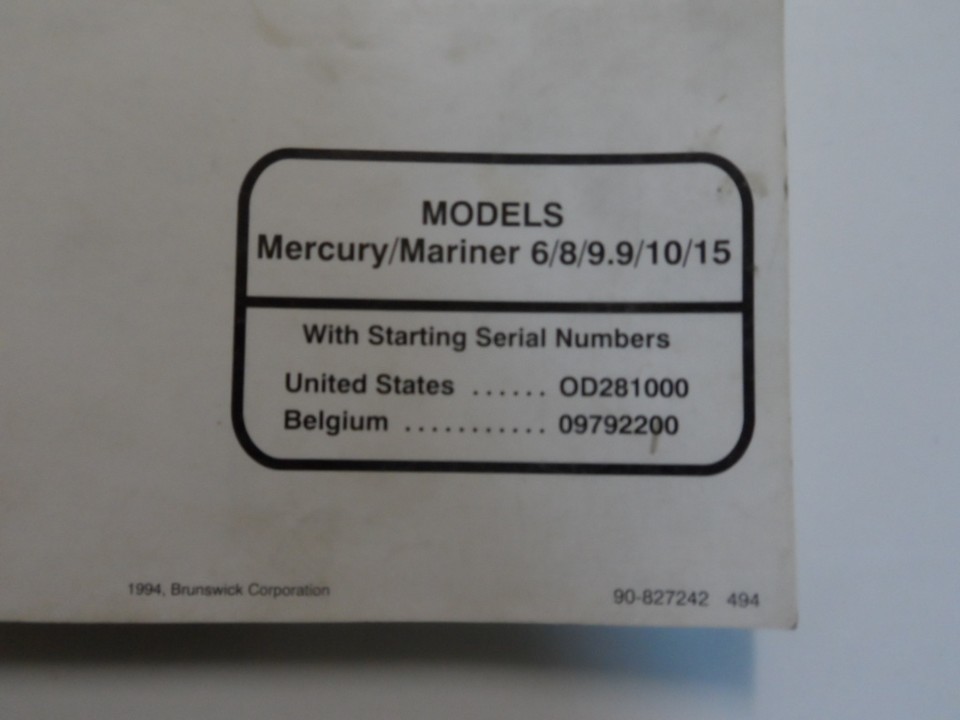 MODELS
Mercury/Mariner 6/8/9.9/10/15
With Starting Serial Numbers
United States ...... OD281000
Belgium ........... 09792200
1994, Brunswick Corporation
90-827242 494